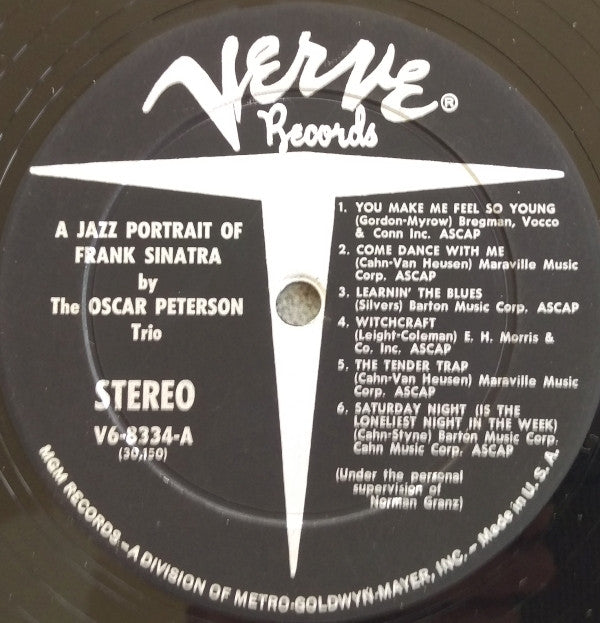 Verve®
Records
A JAZZ PORTRAIT OF
FRANK SINATRA
by
The OSCAR PETERSON
Trio
STEREO
V6-8334-A
(30,150)
1. YOU MAKE ME FEEL SO YOUNG
(Gordon-Myrow) Bregman, Vocco
& Conn Inc. ASCAP
2. COME DANCE WITH ME
(Cahn-Van Heusen) Maraville Music
Corp. ASCAP
3. LEARNIN' THE BLUES
(Silvers) Barton Music Corp. ASCAP
4. WITCHCRAFT
(Leight-Coleman) E. H. Morris &
Co. Inc. ASCAP
5. THE TENDER TRAP
(Cahn-Van Heusen) Maraville Music
Corp. ASCAP
6. SATURDAY NIGHT (IS THE
LONELIEST NIGHT IN THE WEEK)
(Cahn-Styne) Barton Music Corp.
Cahn Music Corp. ASCAP
(Under the personal
supervision of
Norman Granz)
MGM RECORDS – A DIVISION OF METRO-GOLDWYN-MAYER, INC. – Made in U.S.A.